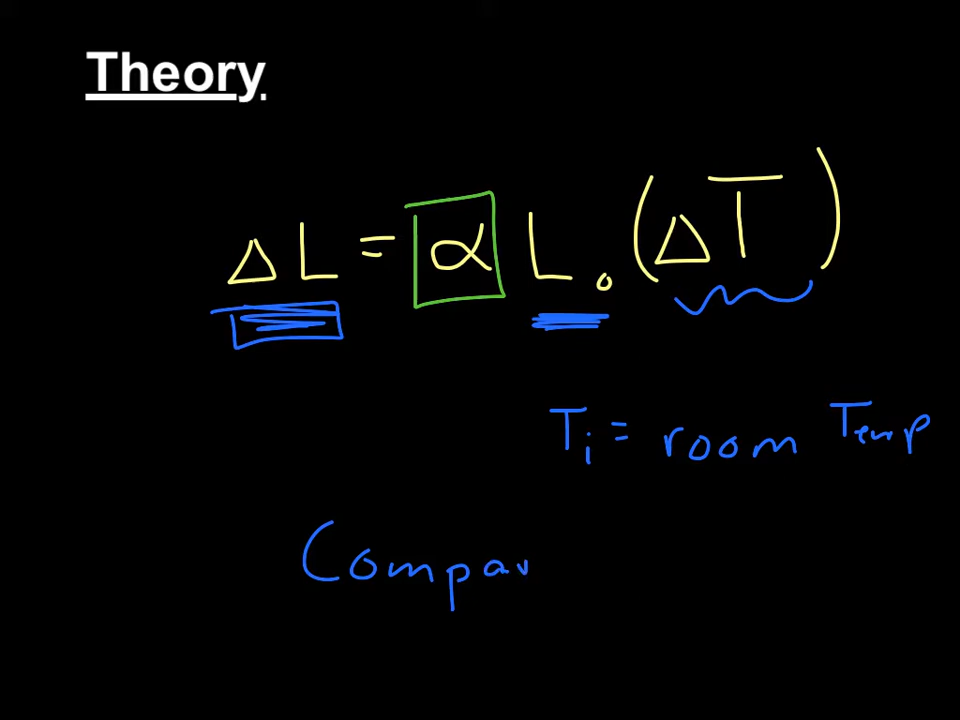 Theory
ΔL = α L₀ (ΔT)
Tᵢ = room Temp
Compar